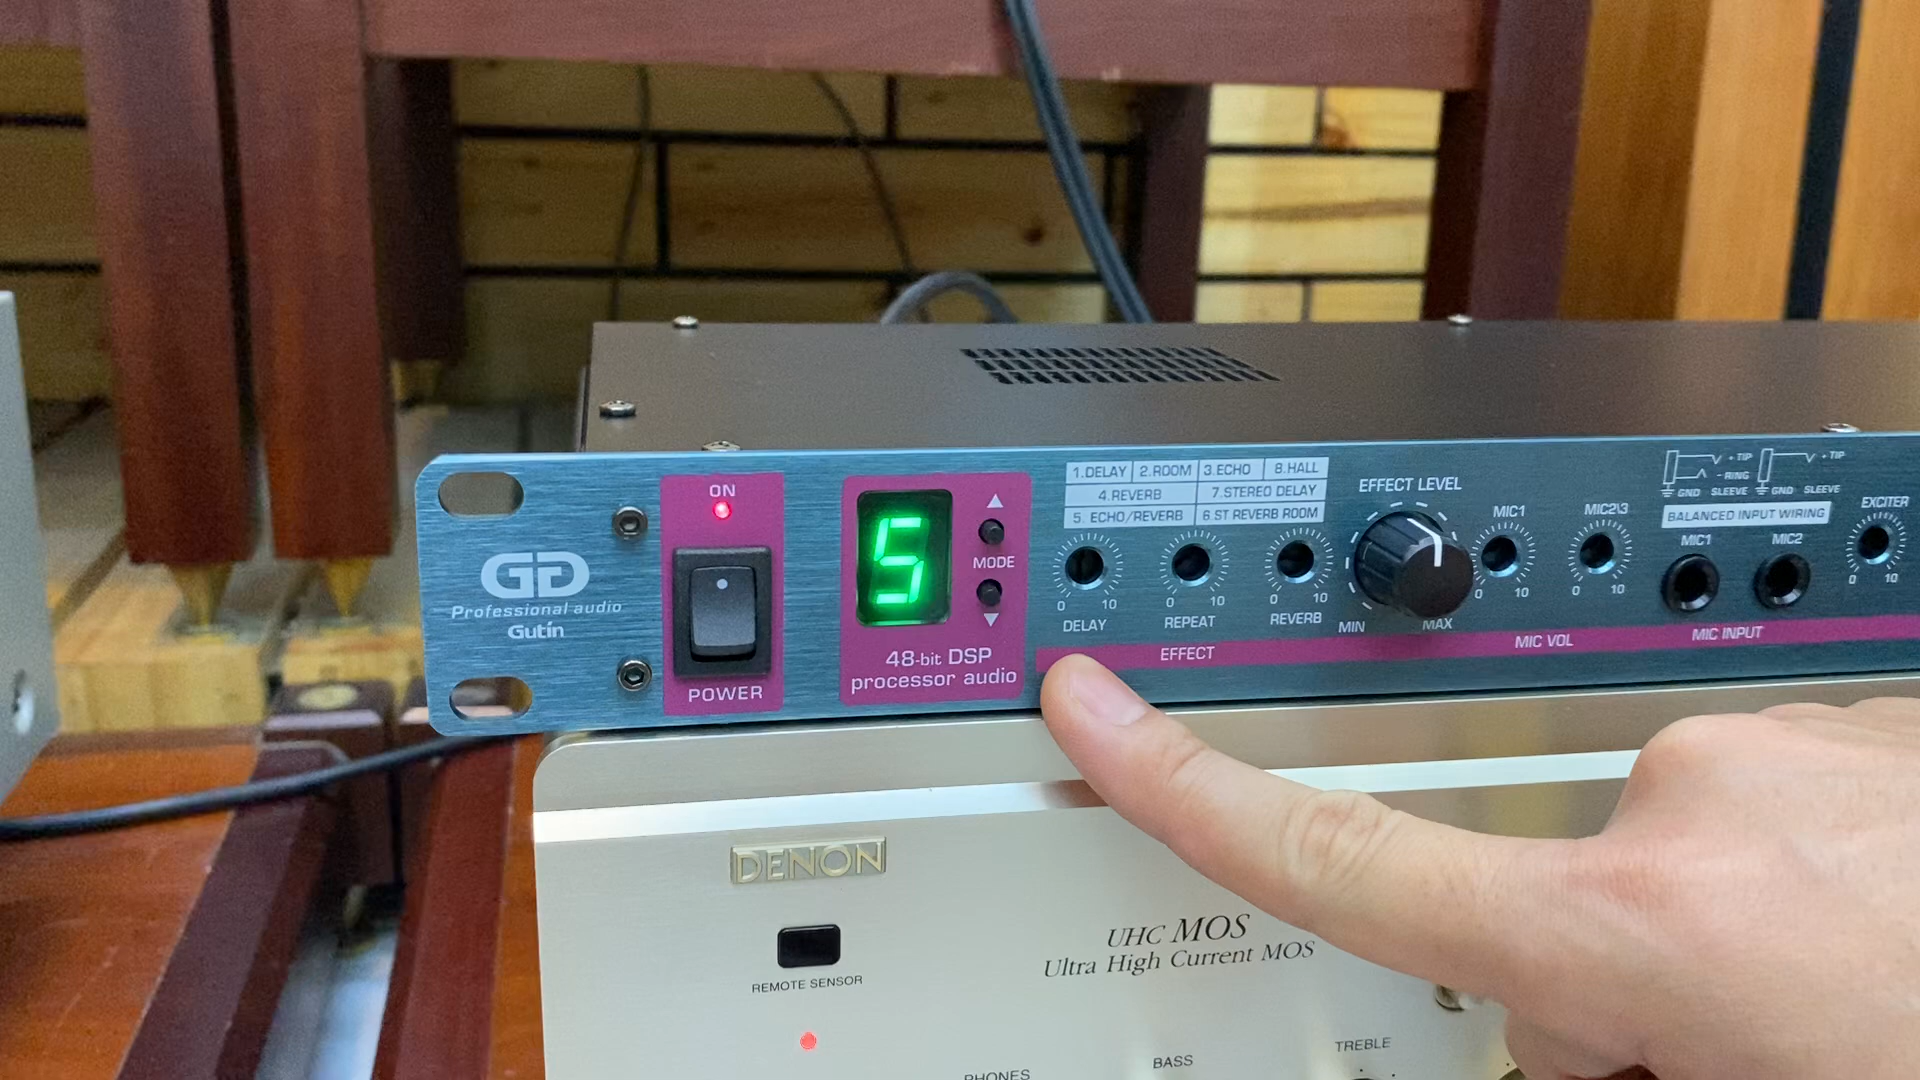 ON
GG
Professional audio
Gutín
POWER
5
MODE
48-bit DSP
processor audio
1.DELAY 2.ROOM 3.ECHO 8.HALL
4.REVERB 7.STEREO DELAY
5. ECHO/REVERB 6.ST REVERB ROOM
0 10
DELAY
0 10
REPEAT
0 10
REVERB
EFFECT
EFFECT LEVEL
MIN MAX
MIC1
0 10
MIC2\3
0 10
MIC VOL
+ TIP
- RING
GND SLEEVE
+ TIP
GND SLEEVE
BALANCED INPUT WIRING
MIC1 MIC2
MIC INPUT
EXCITER
0 10
DENON
REMOTE SENSOR
UHC MOS
Ultra High Current MOS
PHONES
BASS
TREBLE